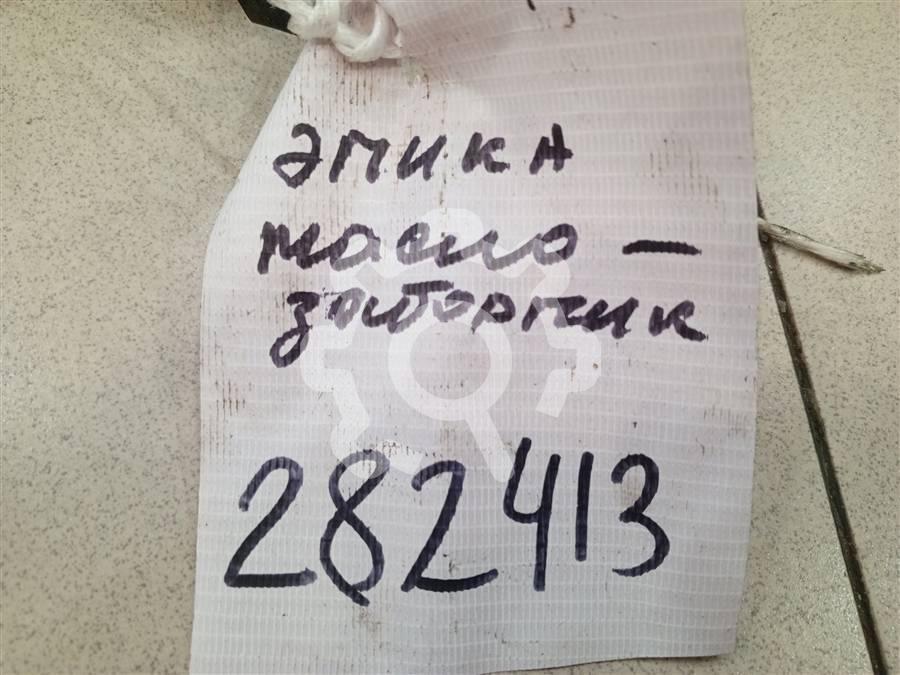 эпика
масло —
заборник
282413